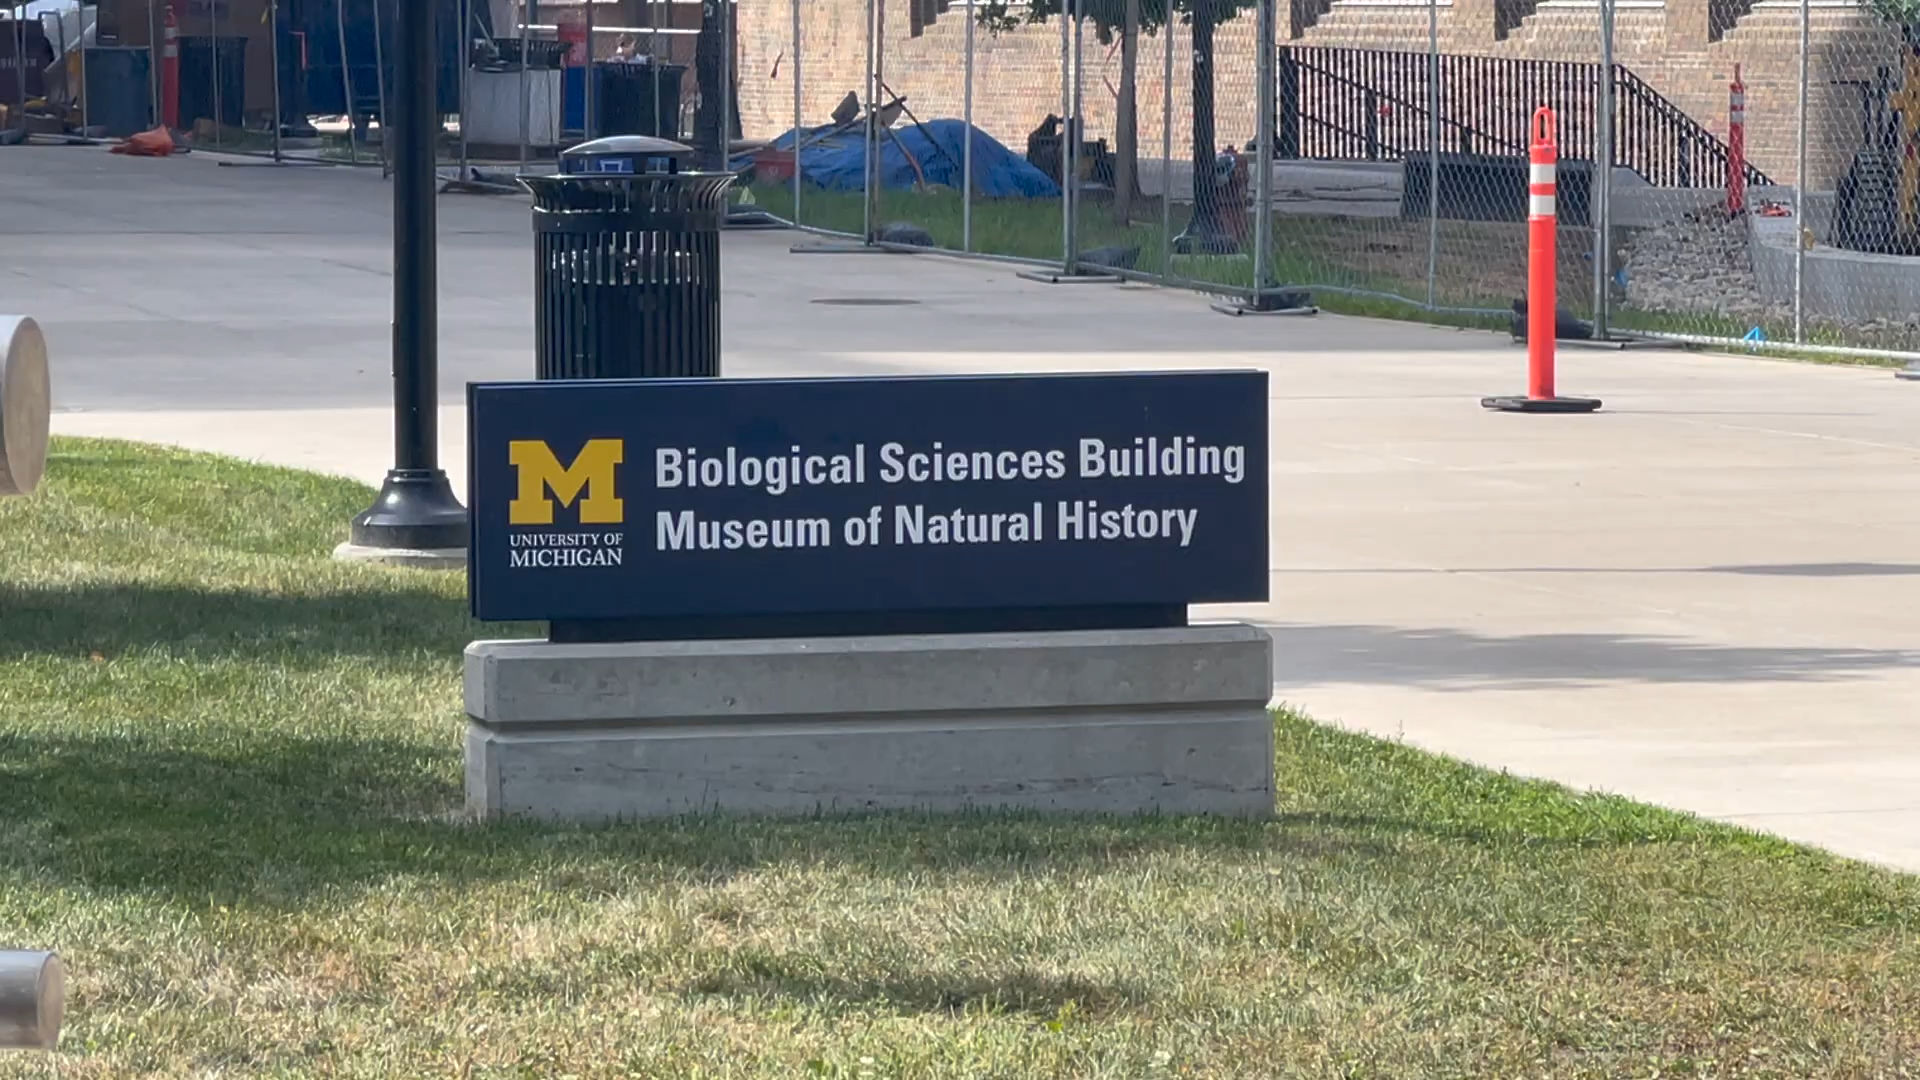 M
UNIVERSITY OF
MICHIGAN
Biological Sciences Building
Museum of Natural History